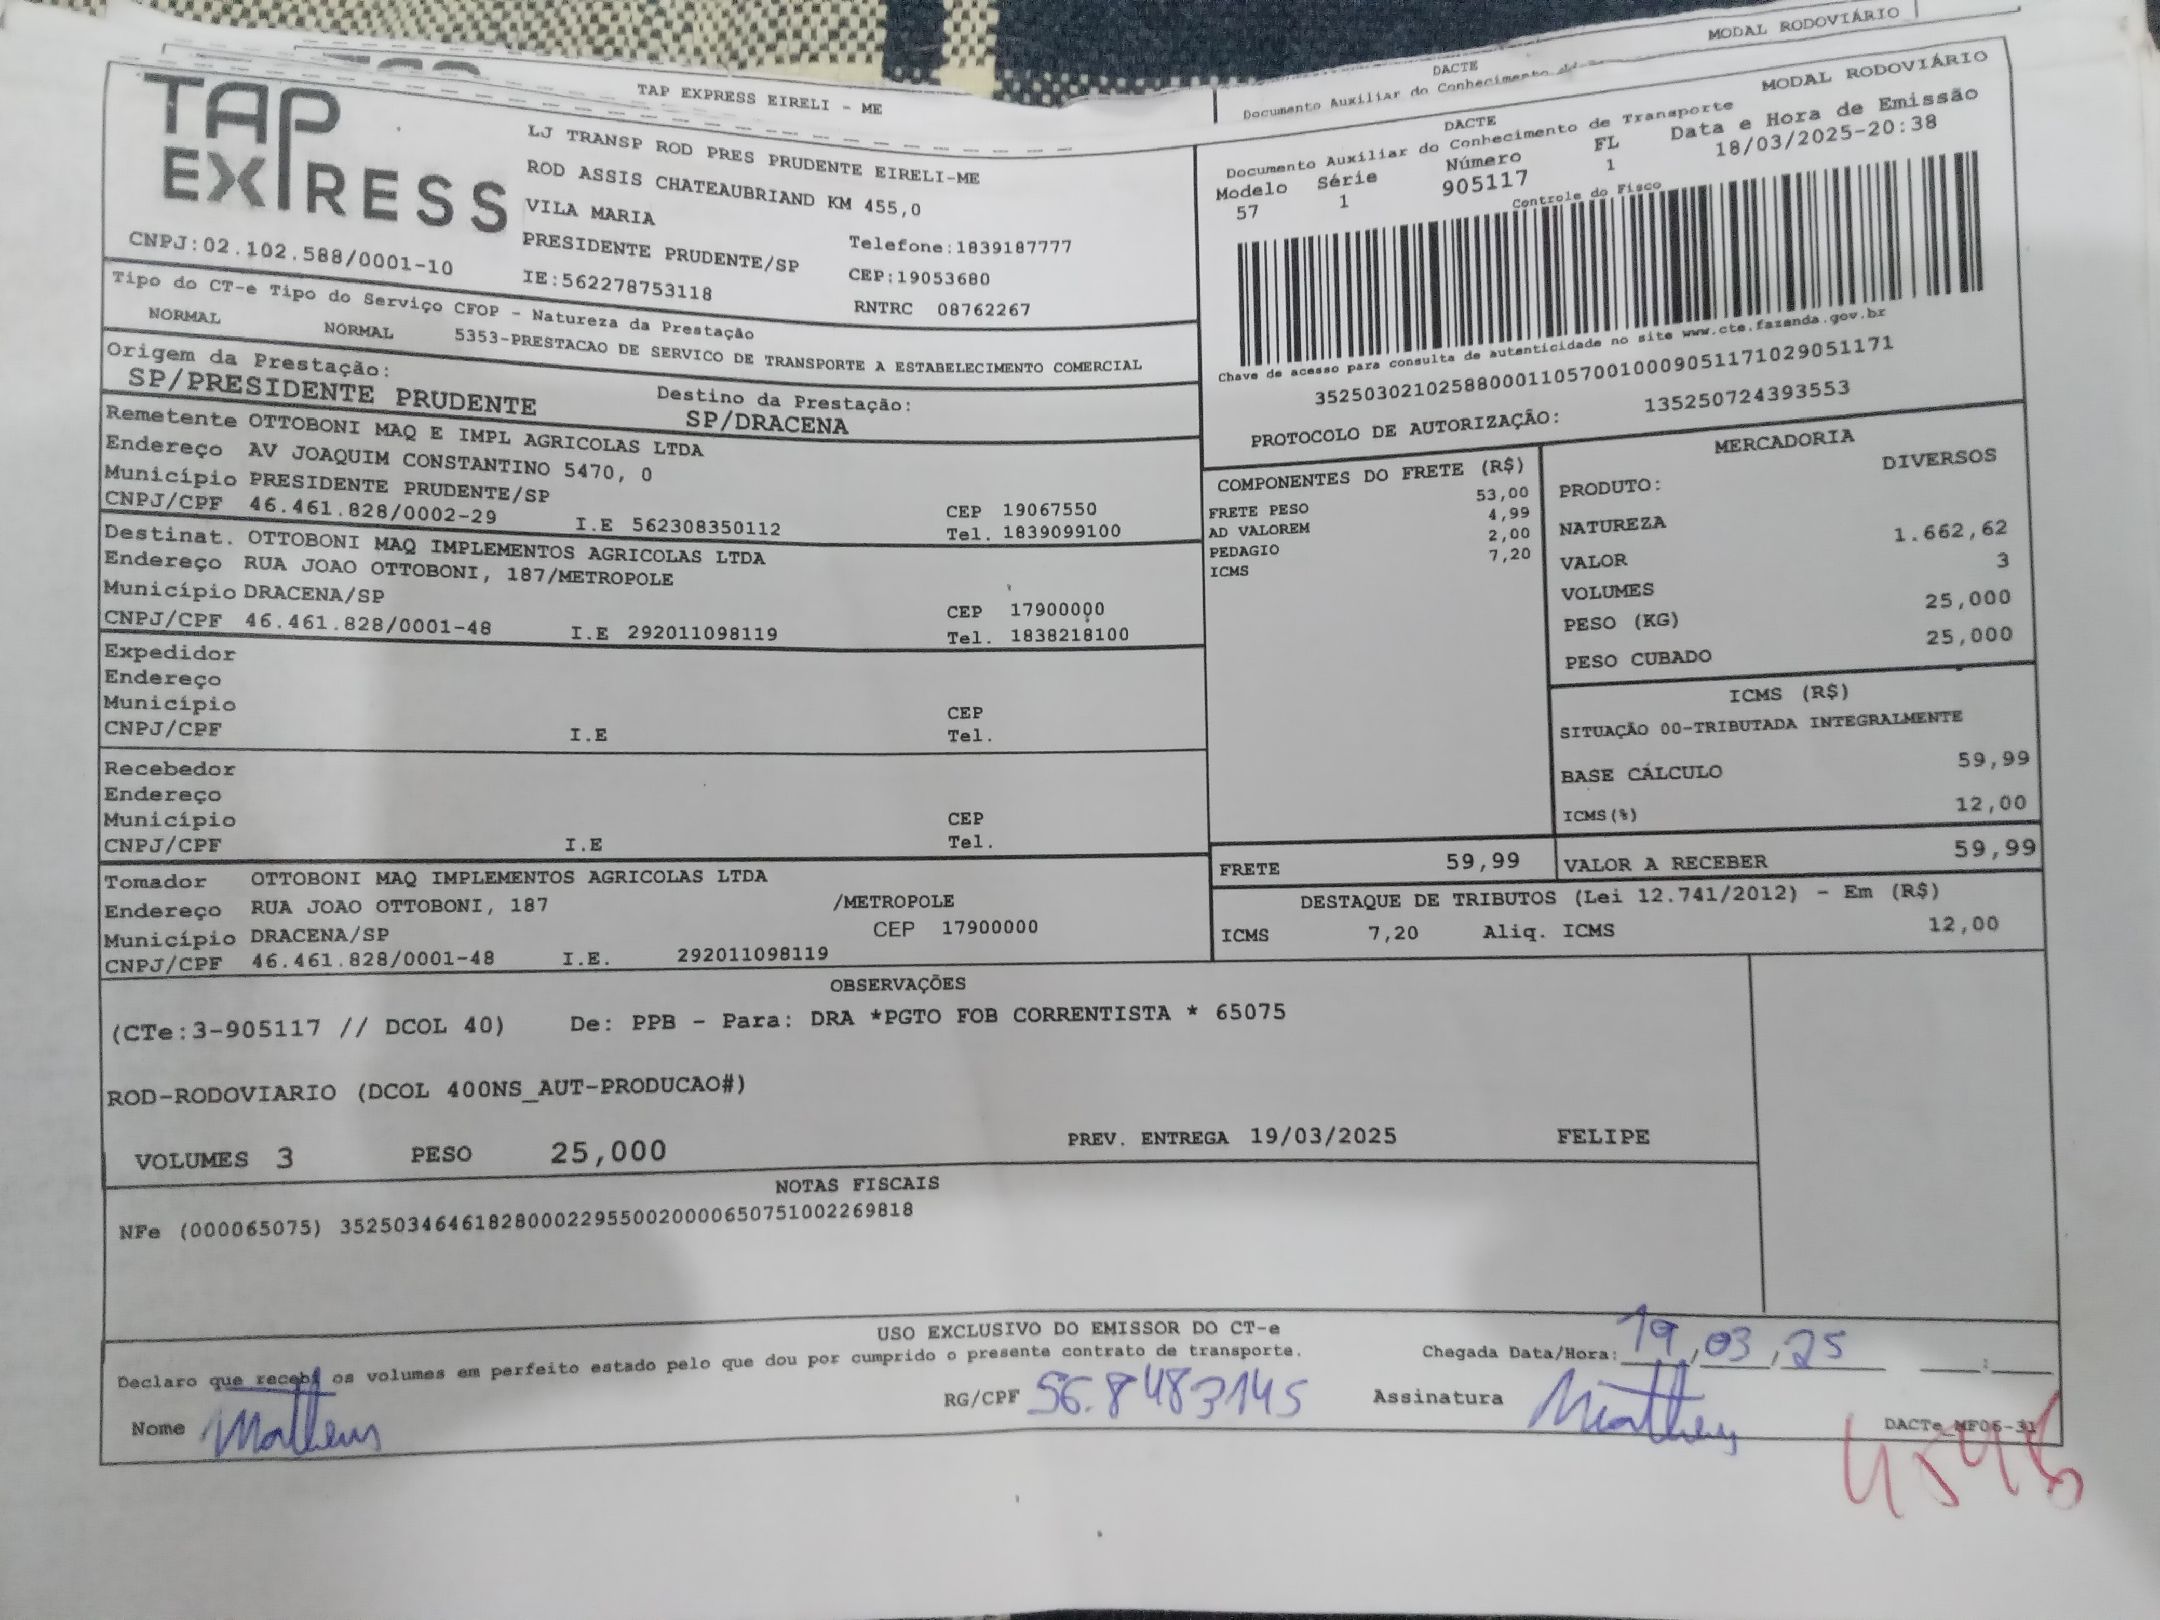 MODAL RODOVIÁRIO
DACTE
Documento Auxiliar do Conhecimento
TAP EXPRESS
TAP EXPRESS EIRELI - ME
LJ TRANSP ROD PRES PRUDENTE EIRELI-ME
ROD ASSIS CHATEAUBRIAND KM 455,0
VILA MARIA
PRESIDENTE PRUDENTE/SP Telefone:1839187777
CNPJ:02.102.588/0001-10 IE:562278753118 CEP:19053680
RNTRC 08762267
DACTE MODAL RODOVIÁRIO
Documento Auxiliar do Conhecimento de Transporte
Modelo Série Número FL Data e Hora de Emissão
57 1 905117 1 18/03/2025-20:38
Controle do Fisco
Chave de acesso para consulta de autenticidade no site www.cte.fazenda.gov.br
35250302102588000110570010009051171029051171
PROTOCOLO DE AUTORIZAÇÃO: 135250724393553
Tipo do CT-e Tipo do Serviço CFOP - Natureza da Prestação
NORMAL NORMAL 5353-PRESTACAO DE SERVICO DE TRANSPORTE A ESTABELECIMENTO COMERCIAL
Origem da Prestação: Destino da Prestação:
SP/PRESIDENTE PRUDENTE SP/DRACENA
Remetente OTTOBONI MAQ E IMPL AGRICOLAS LTDA
Endereço AV JOAQUIM CONSTANTINO 5470, 0
Município PRESIDENTE PRUDENTE/SP CEP 19067550
CNPJ/CPF 46.461.828/0002-29 I.E 562308350112 Tel. 1839099100
Destinat. OTTOBONI MAQ IMPLEMENTOS AGRICOLAS LTDA
Endereço RUA JOAO OTTOBONI, 187/METROPOLE
Município DRACENA/SP CEP 17900000
CNPJ/CPF 46.461.828/0001-48 I.E 292011098119 Tel. 1838218100
Expedidor
Endereço
Município CEP
CNPJ/CPF I.E Tel.
Recebedor
Endereço
Município CEP
CNPJ/CPF I.E Tel.
Tomador OTTOBONI MAQ IMPLEMENTOS AGRICOLAS LTDA
Endereço RUA JOAO OTTOBONI, 187 /METROPOLE
Município DRACENA/SP CEP 17900000
CNPJ/CPF 46.461.828/0001-48 I.E. 292011098119
COMPONENTES DO FRETE (R$)
FRETE PESO 53,00
AD VALOREM 4,99
PEDAGIO 2,00
ICMS 7,20
MERCADORIA
PRODUTO: DIVERSOS
NATUREZA
VALOR 1.662,62
VOLUMES 3
PESO (KG) 25,000
PESO CUBADO 25,000
ICMS (R$)
SITUAÇÃO 00-TRIBUTADA INTEGRALMENTE
BASE CÁLCULO 59,99
ICMS(%) 12,00
FRETE 59,99 VALOR A RECEBER 59,99
DESTAQUE DE TRIBUTOS (Lei 12.741/2012) - Em (R$)
ICMS 7,20 Aliq. ICMS 12,00
OBSERVAÇÕES
(CTe:3-905117 // DCOL 40) De: PPB - Para: DRA *PGTO FOB CORRENTISTA * 65075
ROD-RODOVIARIO (DCOL 400NS_AUT-PRODUCAO#)
VOLUMES 3 PESO 25,000 PREV. ENTREGA 19/03/2025 FELIPE
NOTAS FISCAIS
NFe (000065075) 35250346461828000229550020000650751002269818
USO EXCLUSIVO DO EMISSOR DO CT-e
Declaro que recebi os volumes em perfeito estado pelo que dou por cumprido o presente contrato de transporte. Chegada Data/Hora: 19,03,25 :
Nome Matheus RG/CPF 56.8483145 Assinatura Matheus
DACTe_MF06-31